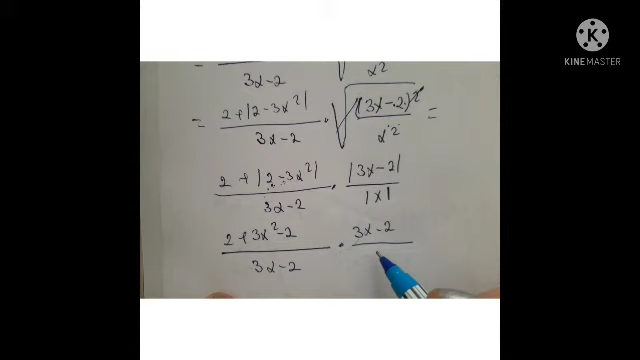 KINEMASTER
3x-2 x2
= 2+|2-3x²| / 3x-2 · √((3x-2)² / x²) =
2+|2-3x²| / 3x-2 · |3x-2| / |x|
2+3x²-2 / 3x-2 · 3x-2